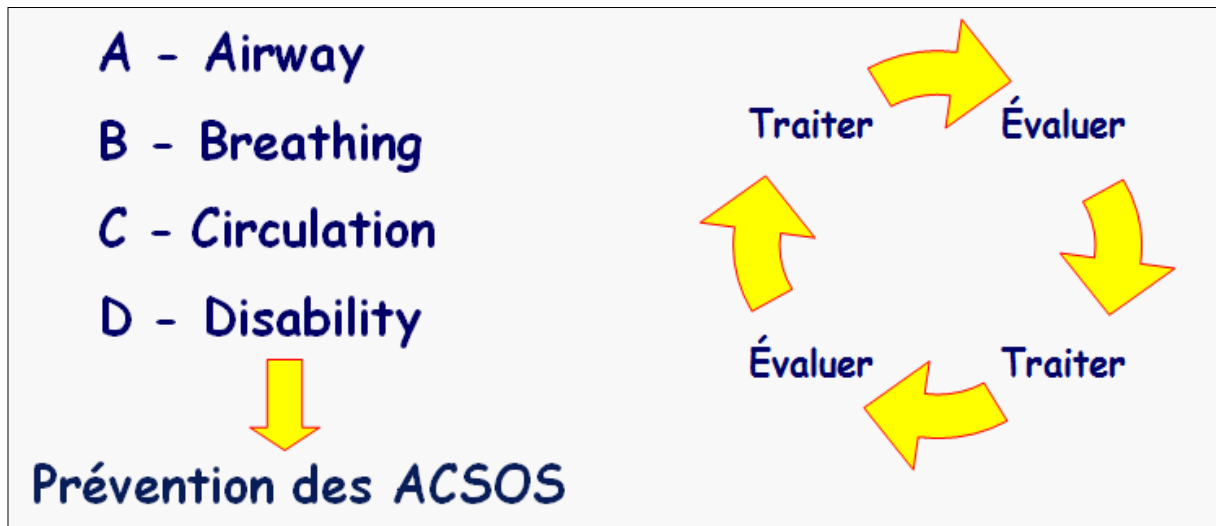 A - Airway
B - Breathing
C - Circulation
D - Disability
Prévention des ACSOS
Traiter
Évaluer
Évaluer
Traiter